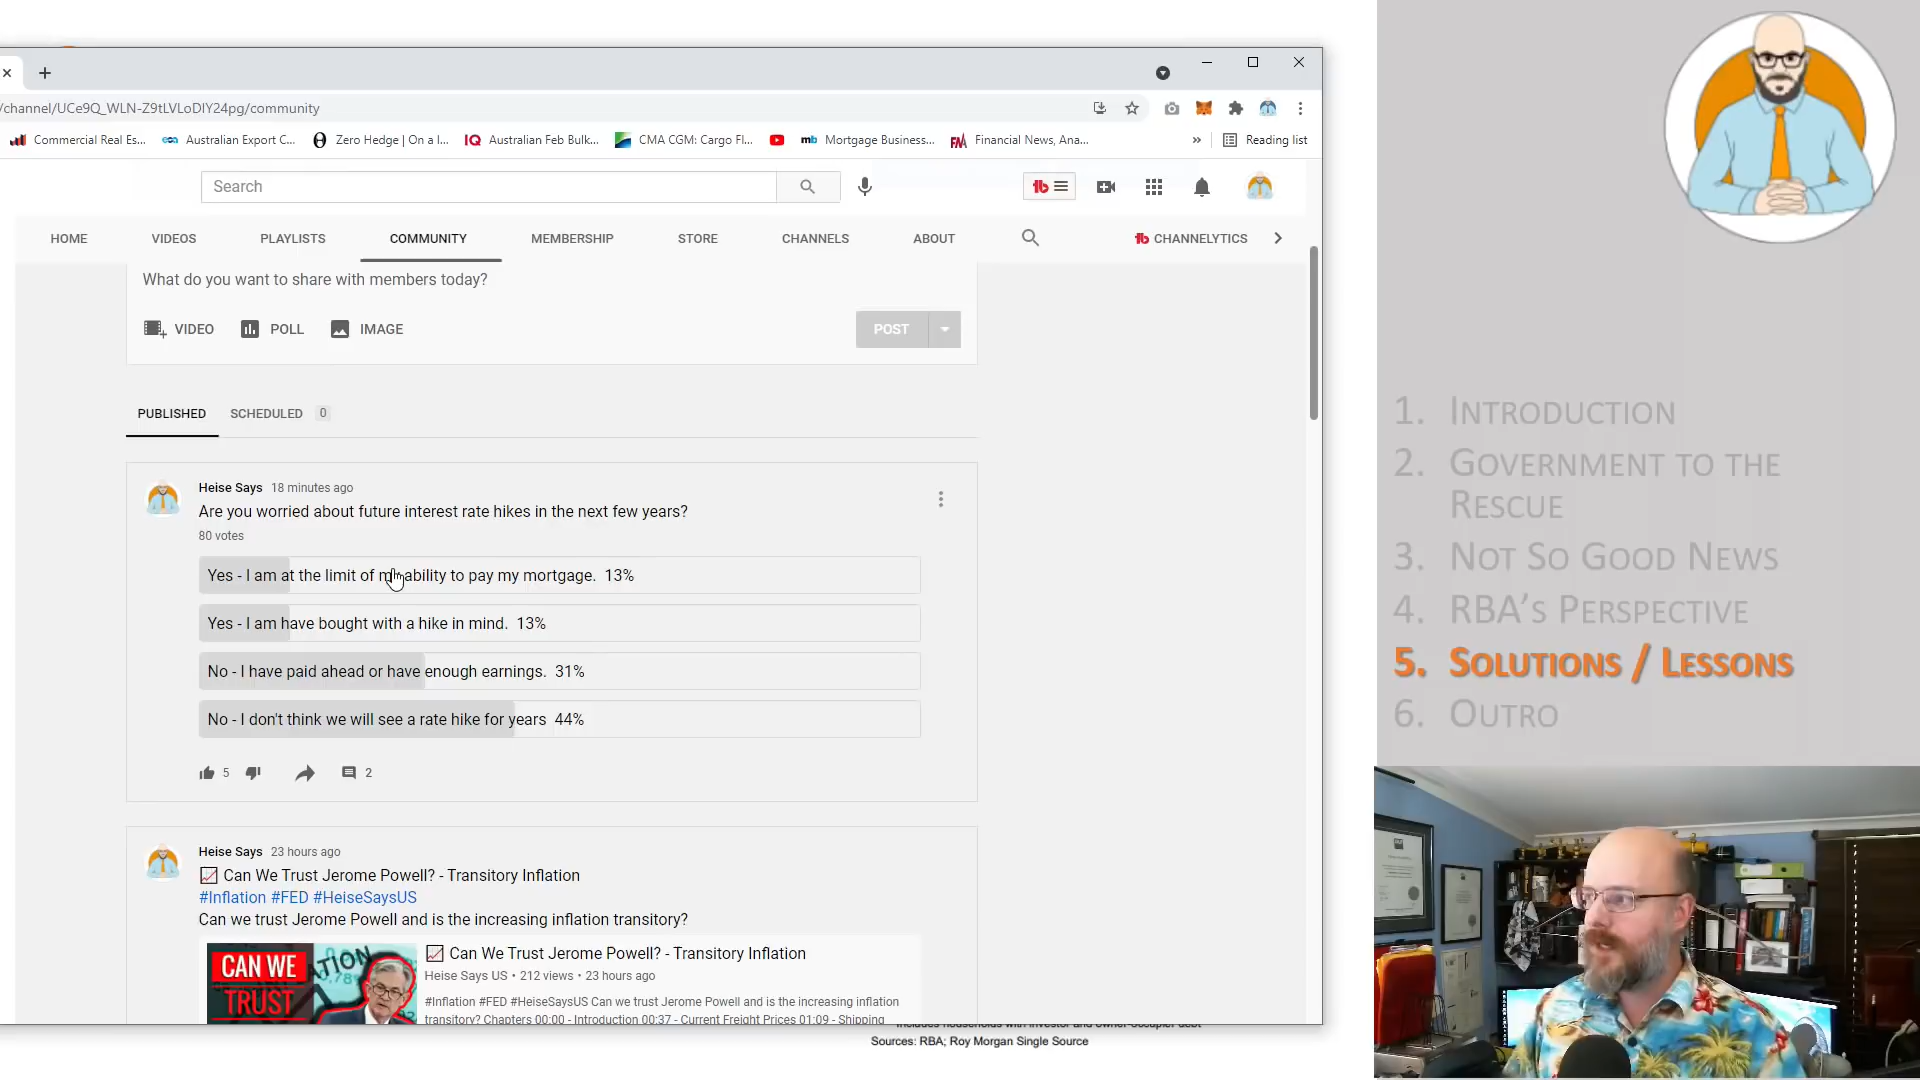 /channel/UCe9Q_WLN-Z9tLVLoDIY24pg/community
Commercial Real Es...
Australian Export C...
Zero Hedge | On a l...
IQ
Australian Feb Bulk...
CMA CGM: Cargo Fl...
mb
Mortgage Business...
FM
Financial News, Ana...
»
Reading list
Search
HOME
VIDEOS
PLAYLISTS
COMMUNITY
MEMBERSHIP
STORE
CHANNELS
ABOUT
CHANNELYTICS
What do you want to share with members today?
VIDEO
POLL
IMAGE
POST
PUBLISHED
SCHEDULED 0
Heise Says 18 minutes ago
Are you worried about future interest rate hikes in the next few years?
80 votes
Yes - I am at the limit of my ability to pay my mortgage. 13%
Yes - I am have bought with a hike in mind. 13%
No - I have paid ahead or have enough earnings. 31%
No - I don't think we will see a rate hike for years 44%
5
2
Heise Says 23 hours ago
Can We Trust Jerome Powell? - Transitory Inflation
#Inflation #FED #HeiseSaysUS
Can we trust Jerome Powell and is the increasing inflation transitory?
CAN WE
TRUST
Can We Trust Jerome Powell? - Transitory Inflation
Heise Says US • 212 views • 23 hours ago
#Inflation #FED #HeiseSaysUS Can we trust Jerome Powell and is the increasing inflation
transitory? Chapters 00:00 - Introduction 00:37 - Current Freight Prices 01:09 - Shipping
Sources: RBA; Roy Morgan Single Source
1. Introduction
2. Government to the
Rescue
3. Not So Good News
4. RBA's Perspective
5. Solutions / Lessons
6. Outro